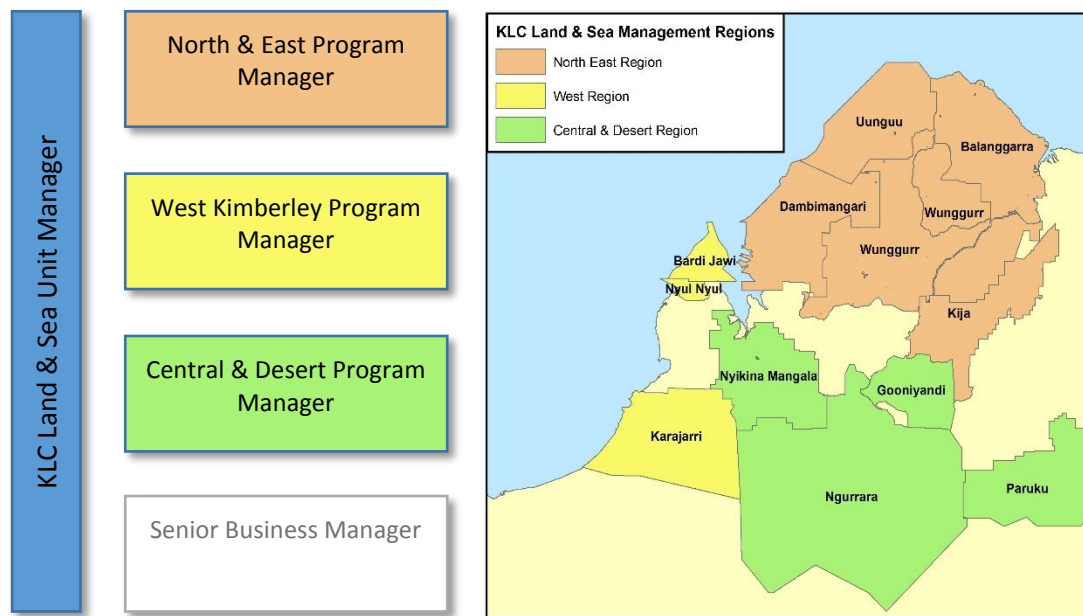 KLC Land & Sea Unit Manager
North & East Program
Manager
West Kimberley Program
Manager
Central & Desert Program
Manager
Senior Business Manager
KLC Land & Sea Management Regions
North East Region
West Region
Central & Desert Region
Uunguu
Balanggarra
Dambimangari
Wunggurr
Wunggurr
Bardi Jawi
Nyul Nyul
Kija
Nyikina Mangala
Gooniyandi
Karajarri
Ngurrara
Paruku